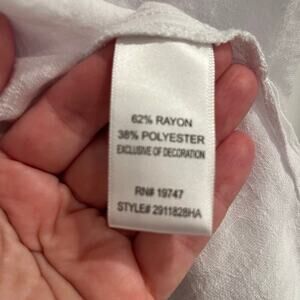 62% RAYON
38% POLYESTER
EXCLUSIVE OF DECORATION
RN# 19747
STYLE# 2911828HA